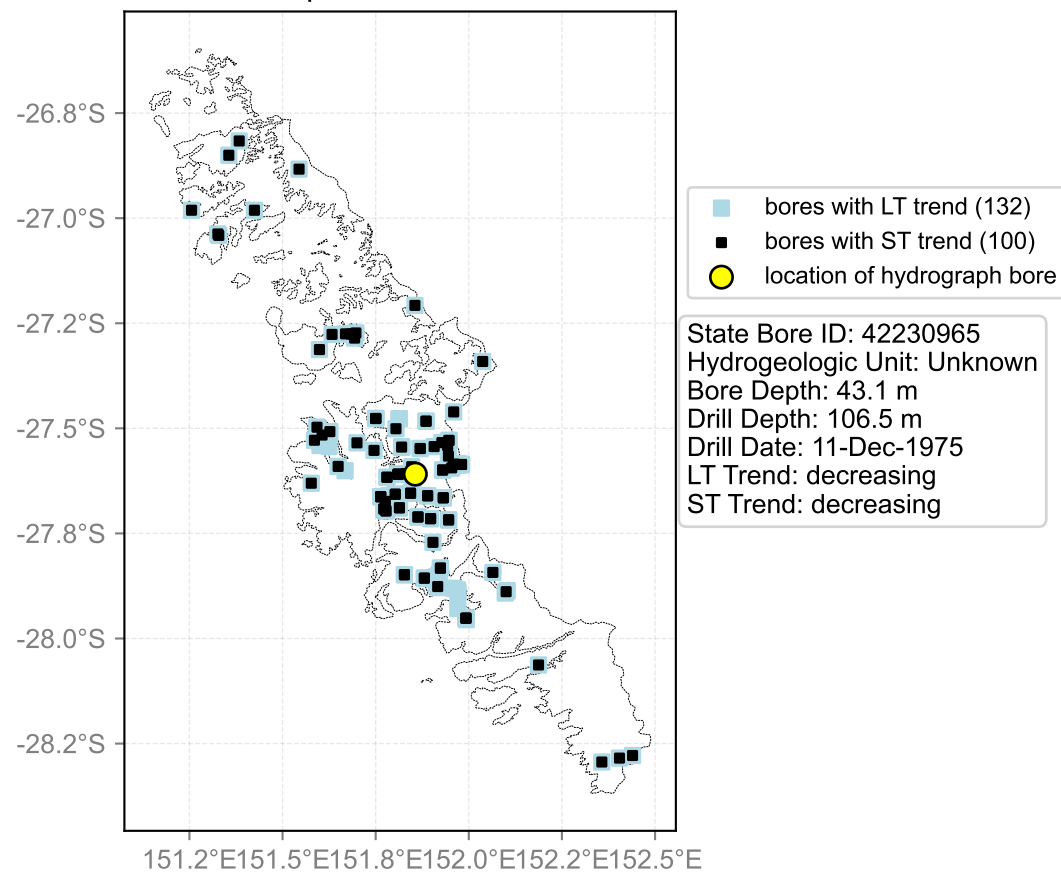 -26.8°S
-27.0°S
-27.2°S
-27.5°S
-27.8°S
-28.0°S
-28.2°S
151.2°E151.5°E151.8°E152.0°E152.2°E152.5°E
bores with LT trend (132)
bores with ST trend (100)
location of hydrograph bore
State Bore ID: 42230965
Hydrogeologic Unit: Unknown
Bore Depth: 43.1 m
Drill Depth: 106.5 m
Drill Date: 11-Dec-1975
LT Trend: decreasing
ST Trend: decreasing